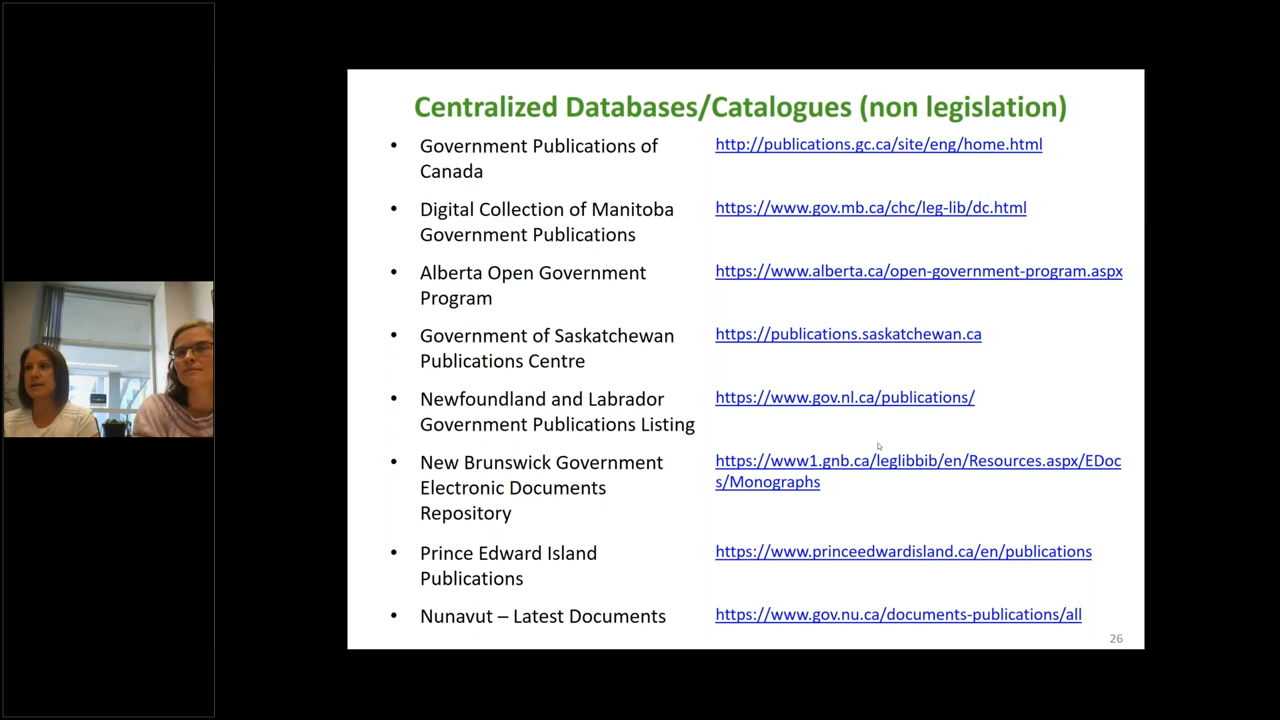 Centralized Databases/Catalogues (non legislation)
• Government Publications of
Canada
http://publications.gc.ca/site/eng/home.html
• Digital Collection of Manitoba
Government Publications
https://www.gov.mb.ca/chc/leg-lib/dc.html
• Alberta Open Government
Program
https://www.alberta.ca/open-government-program.aspx
• Government of Saskatchewan
Publications Centre
https://publications.saskatchewan.ca
• Newfoundland and Labrador
Government Publications Listing
https://www.gov.nl.ca/publications/
• New Brunswick Government
Electronic Documents
Repository
https://www1.gnb.ca/leglibbib/en/Resources.aspx/EDoc
s/Monographs
• Prince Edward Island
Publications
https://www.princeedwardisland.ca/en/publications
• Nunavut – Latest Documents
https://www.gov.nu.ca/documents-publications/all
26